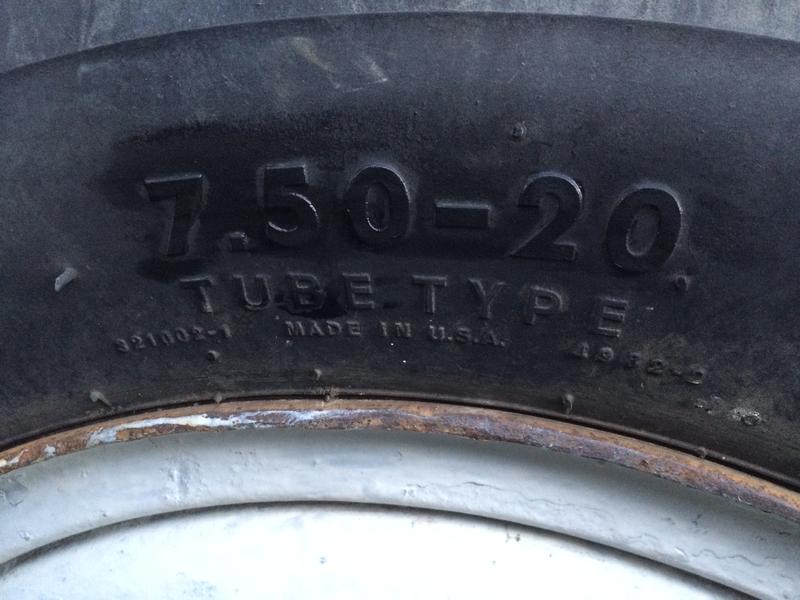 7.50-20
TUBE TYPE
321002-1 MADE IN U.S.A.